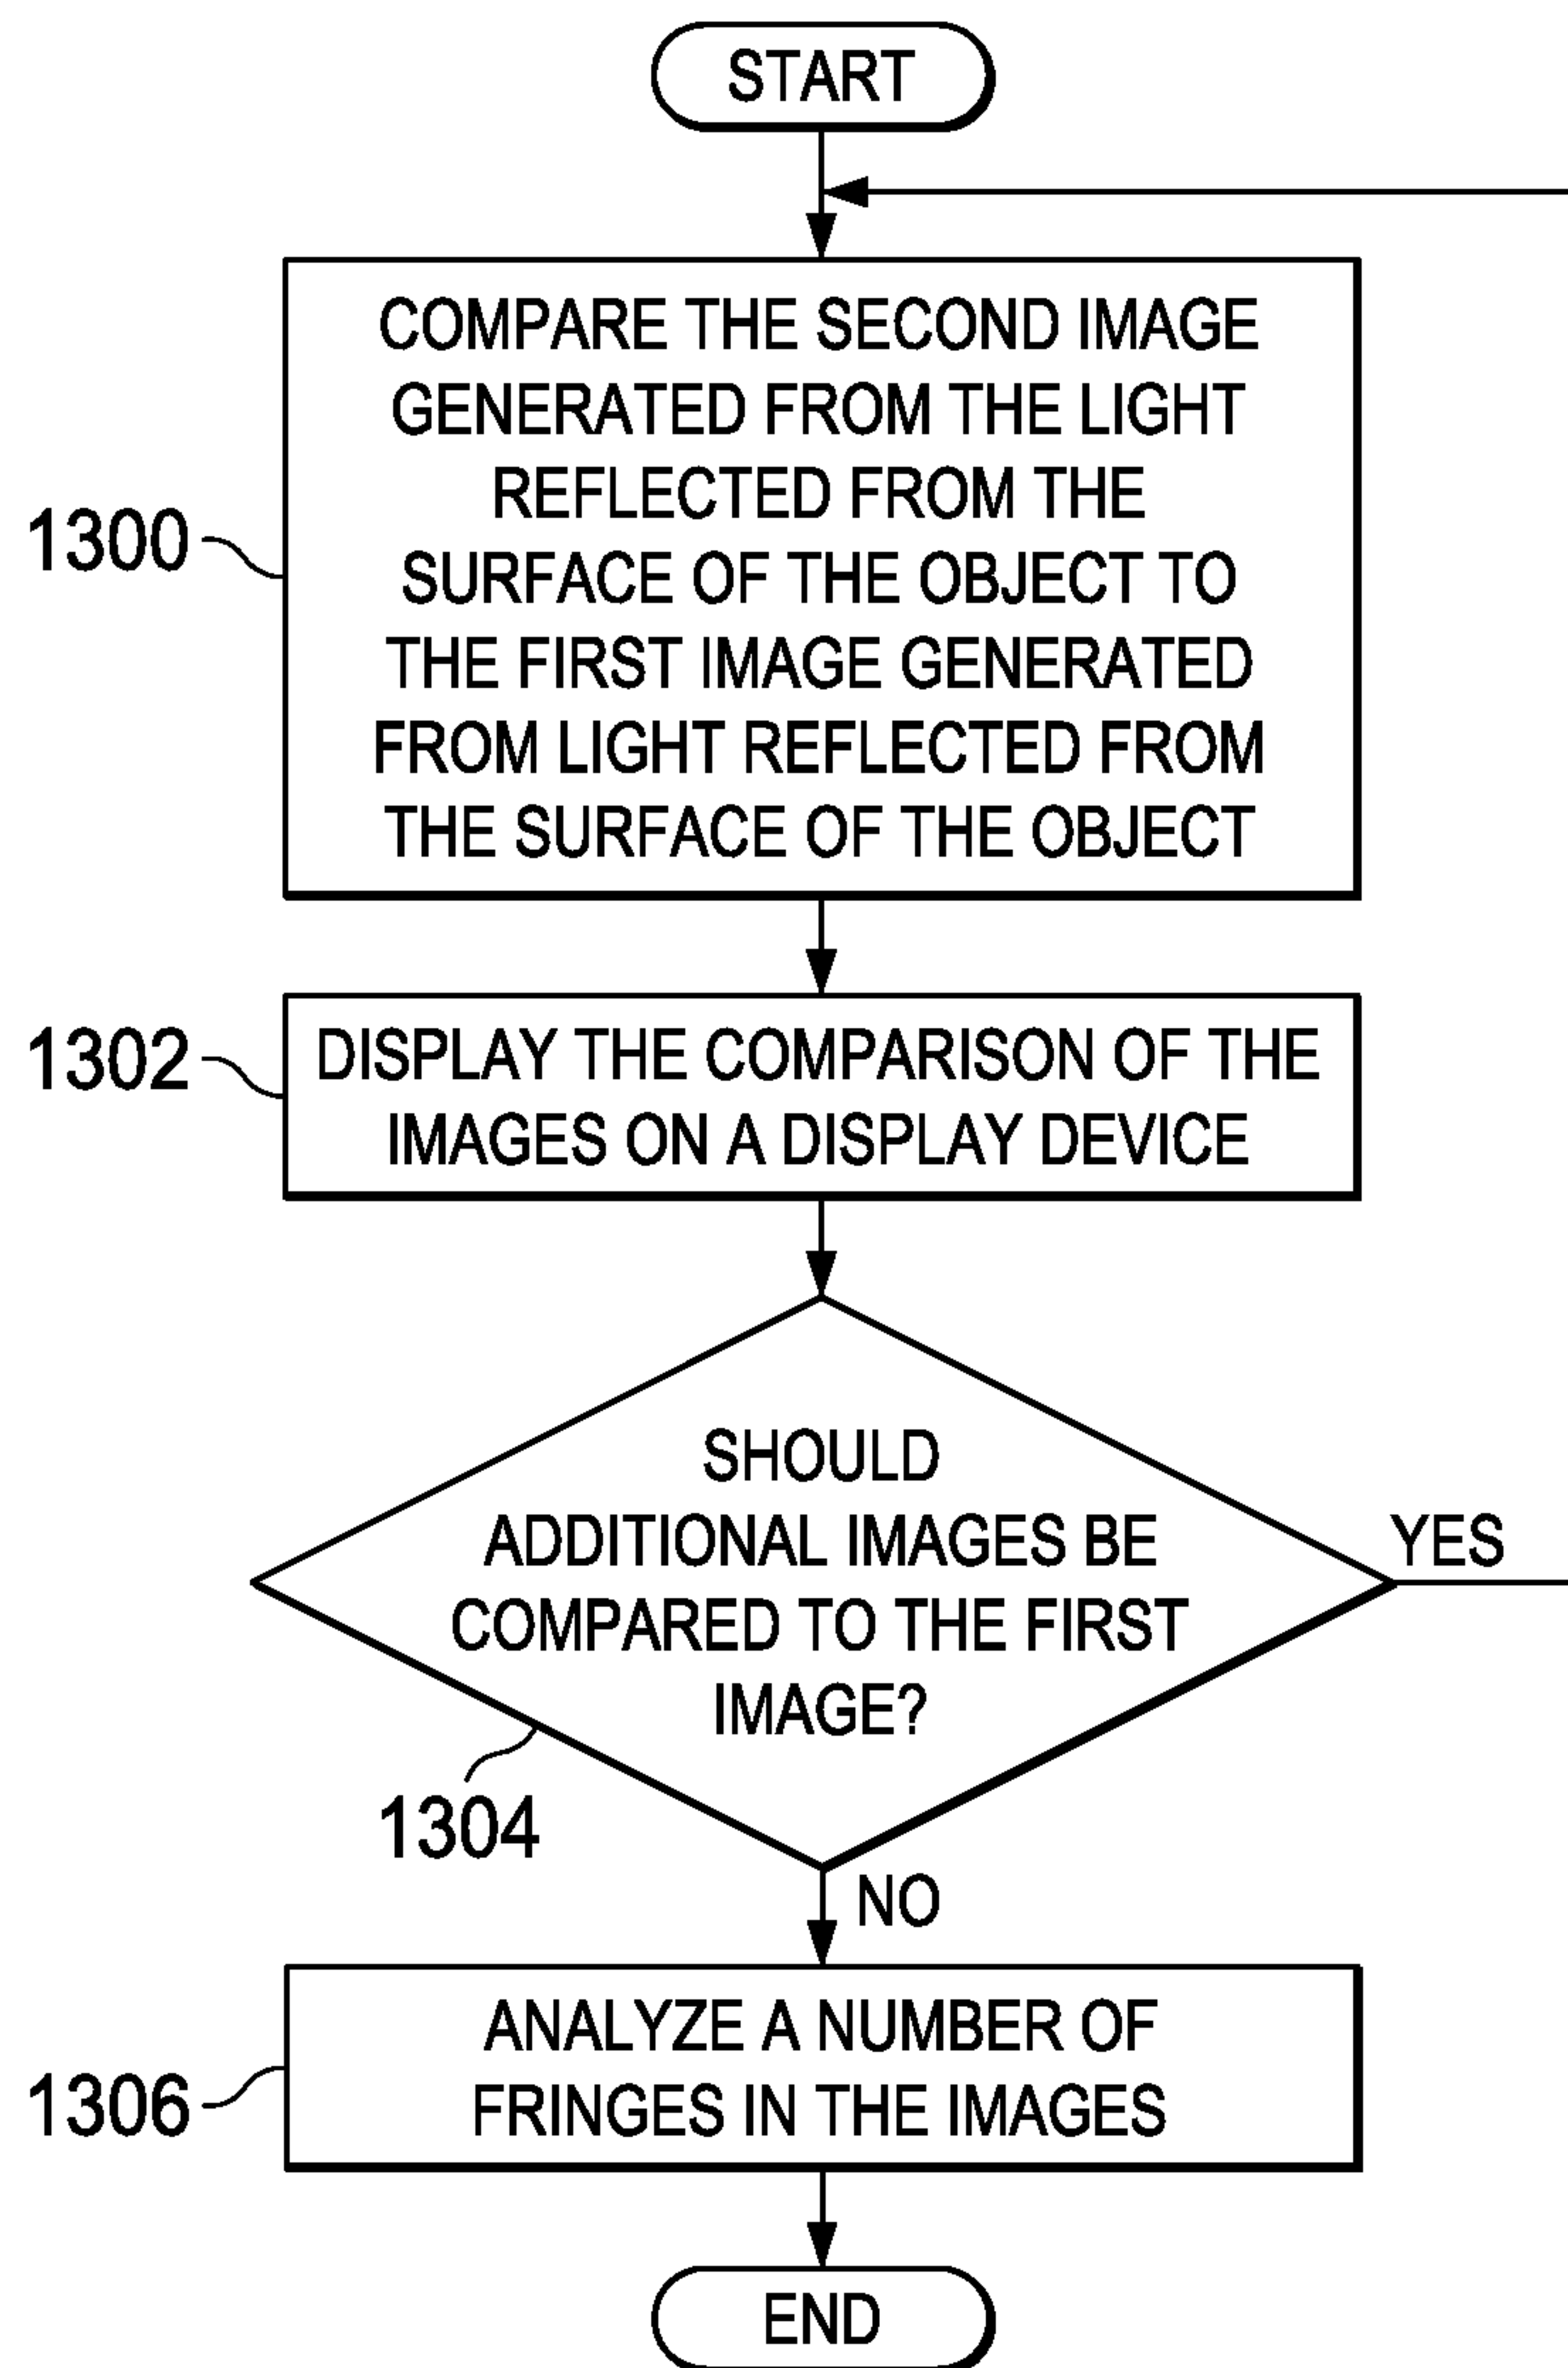 START
COMPARE THE SECOND IMAGE
GENERATED FROM THE LIGHT
REFLECTED FROM THE
SURFACE OF THE OBJECT TO
THE FIRST IMAGE GENERATED
FROM LIGHT REFLECTED FROM
THE SURFACE OF THE OBJECT
1300
DISPLAY THE COMPARISON OF THE
IMAGES ON A DISPLAY DEVICE
1302
SHOULD
ADDITIONAL IMAGES BE
COMPARED TO THE FIRST
IMAGE?
YES
1304
NO
ANALYZE A NUMBER OF
FRINGES IN THE IMAGES
1306
END